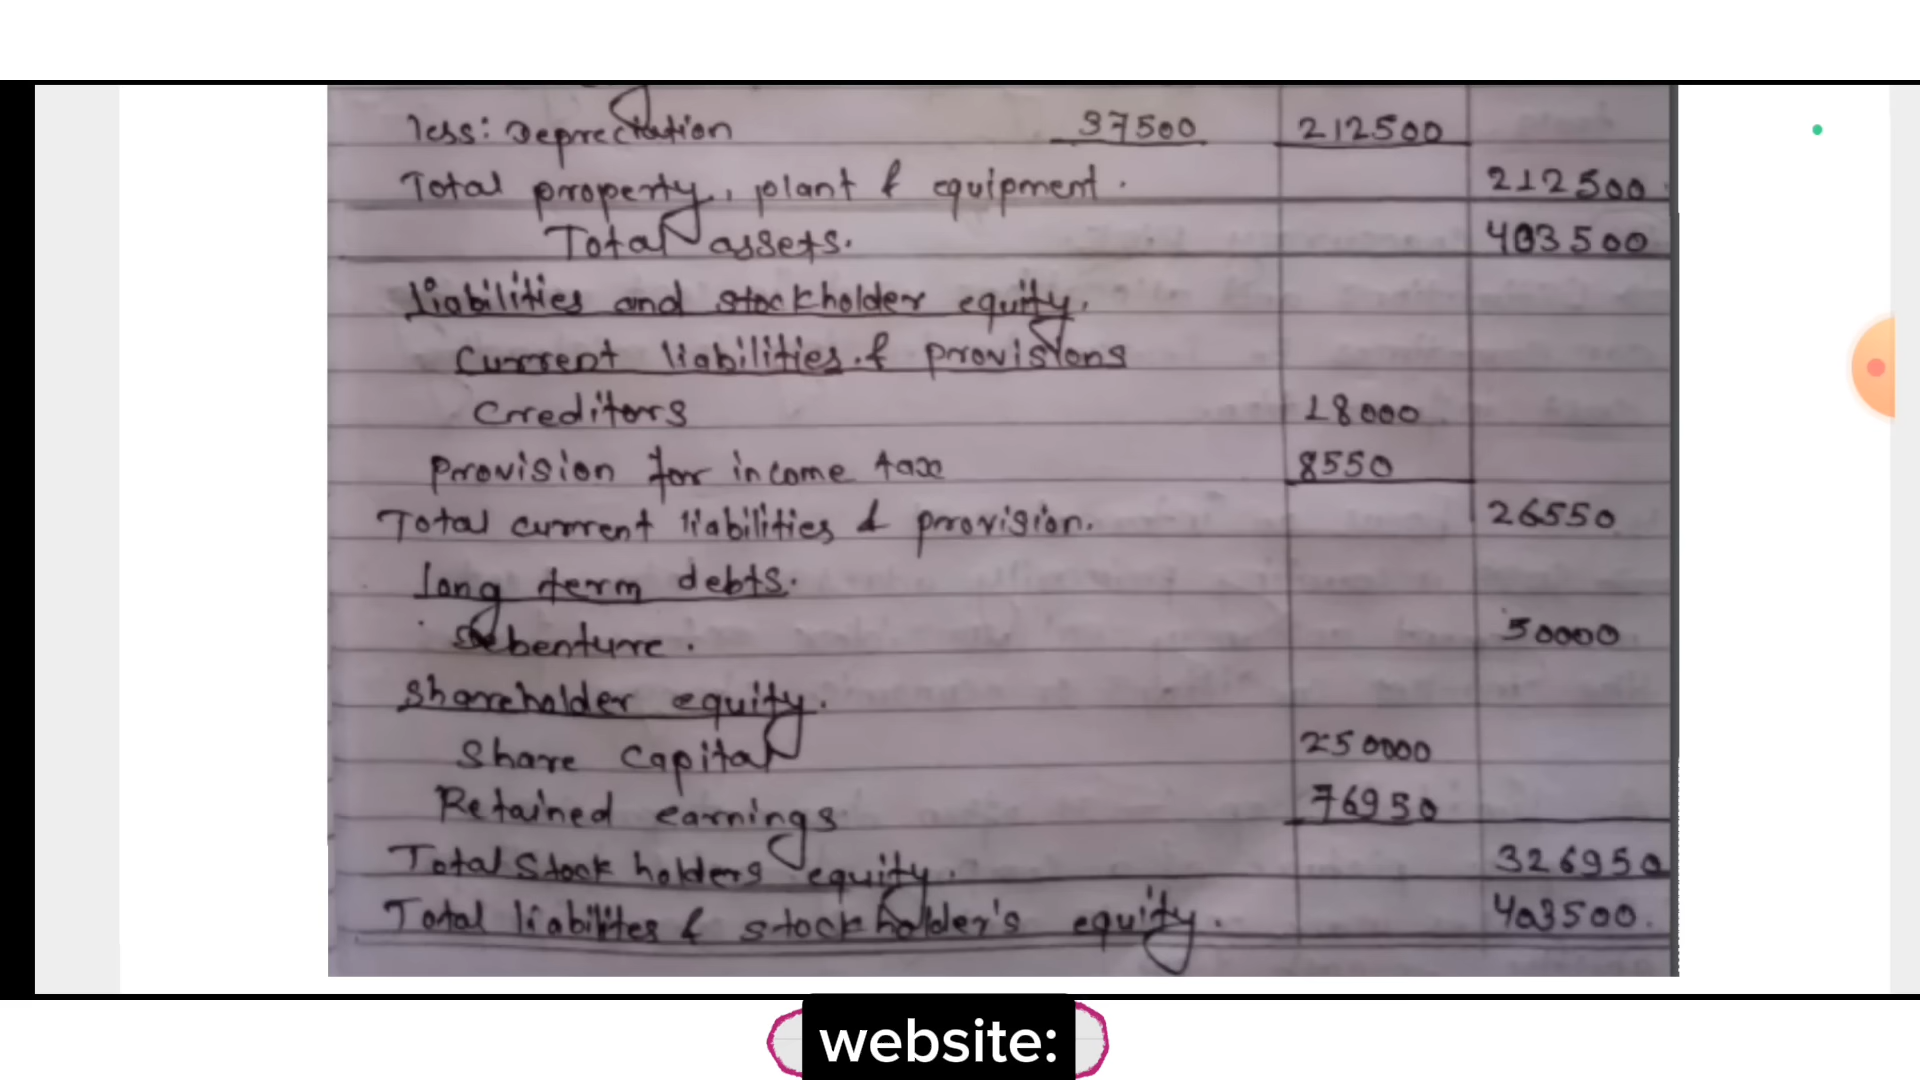 less: Depreciation 37500 212500
Total property, plant & equipment. 212500
Total assets. 403500
Liabilities and stockholder equity.
Current liabilities & provisions
Creditors 18000
Provision for income tax 8550
Total current liabilities & provision. 26550
Long term debts.
Debenture. 50000
Shareholder equity.
Share Capital 250000
Retained earnings 76950
Total Stock holders equity. 326950
Total liabilites & stockholder's equity. 403500.
website: